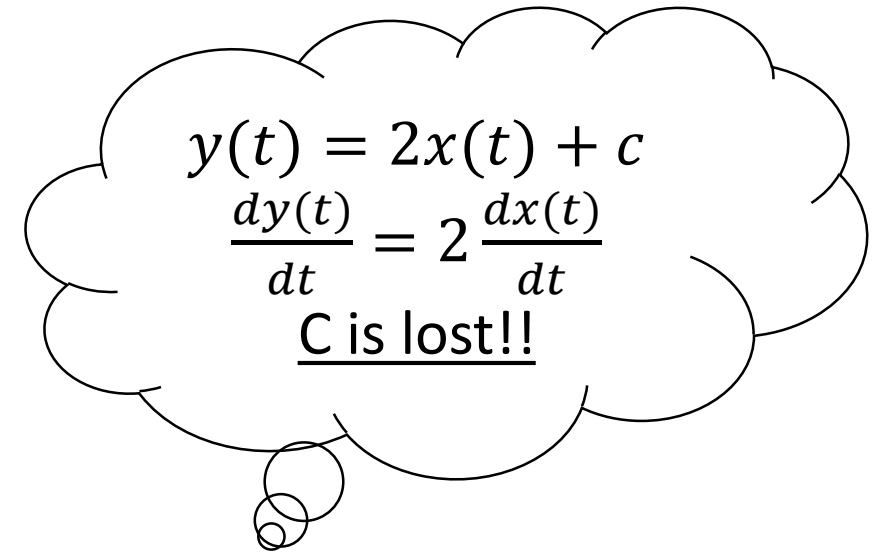 y(t) = 2x(t) + c
dy(t)/dt = 2 dx(t)/dt
C is lost!!